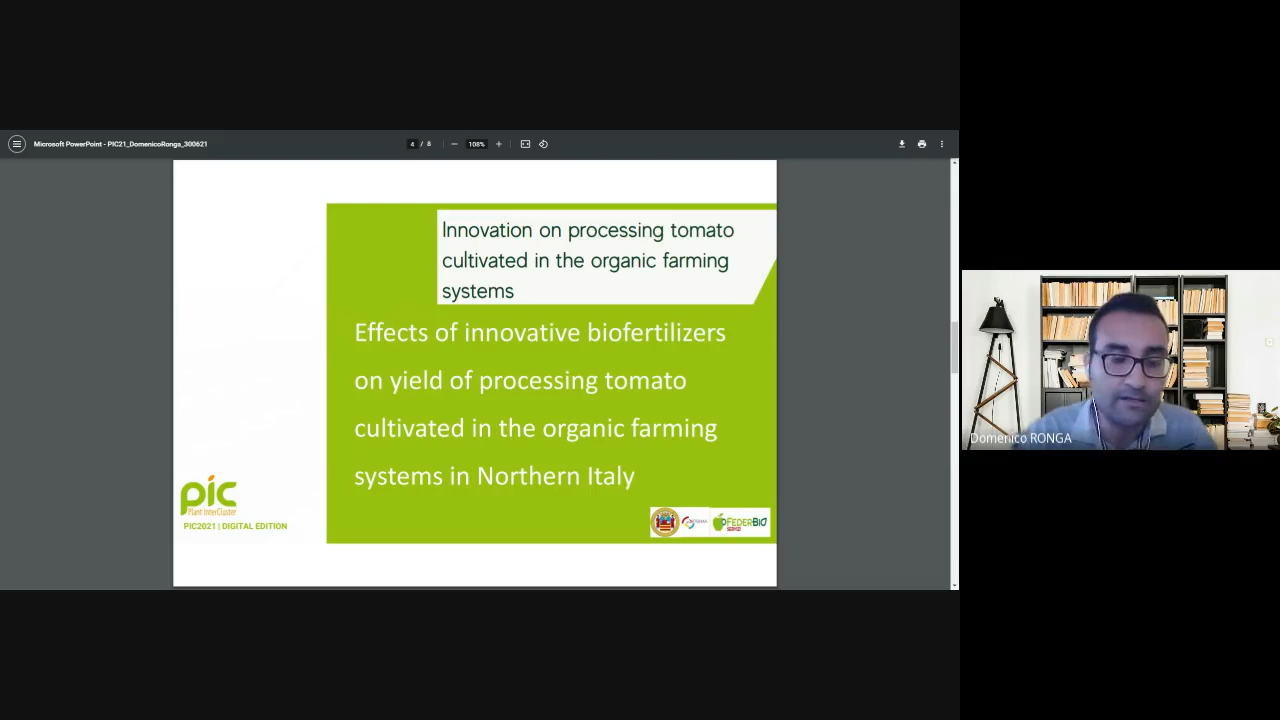 Microsoft PowerPoint - PIC21_DomenicoRonga_300621
4 / 8
108%
Innovation on processing tomato
cultivated in the organic farming
systems
Effects of innovative biofertilizers
on yield of processing tomato
cultivated in the organic farming
systems in Northern Italy
pic
Plant InterCluster
PIC2021 | DIGITAL EDITION
FEDERBIO
Domenico RONGA